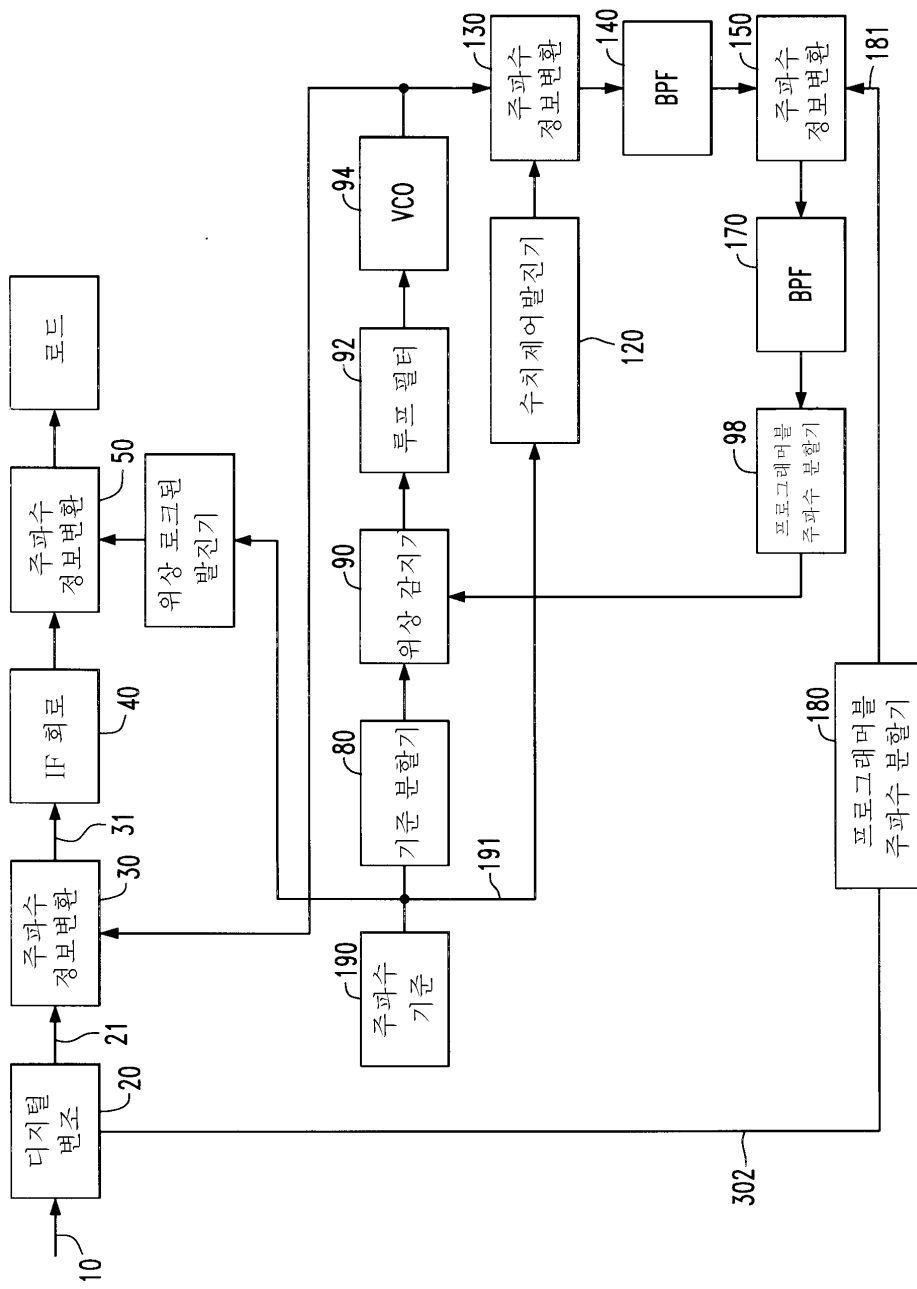 10
디지털
변조
20
21
주파수
정보변환
30
31
IF 회로
40
주파수
정보변환
50
로드
위상 로크된
발진기
주파수
기준
190
191
기준 분할기
80
위상 감지기
90
루프 필터
92
VCO
94
수치제어발진기
120
주파수
정보변환
130
BPF
140
주파수
정보변환
150
181
BPF
170
프로그래머블
주파수 분할기
98
프로그래머블
주파수 분할기
180
302